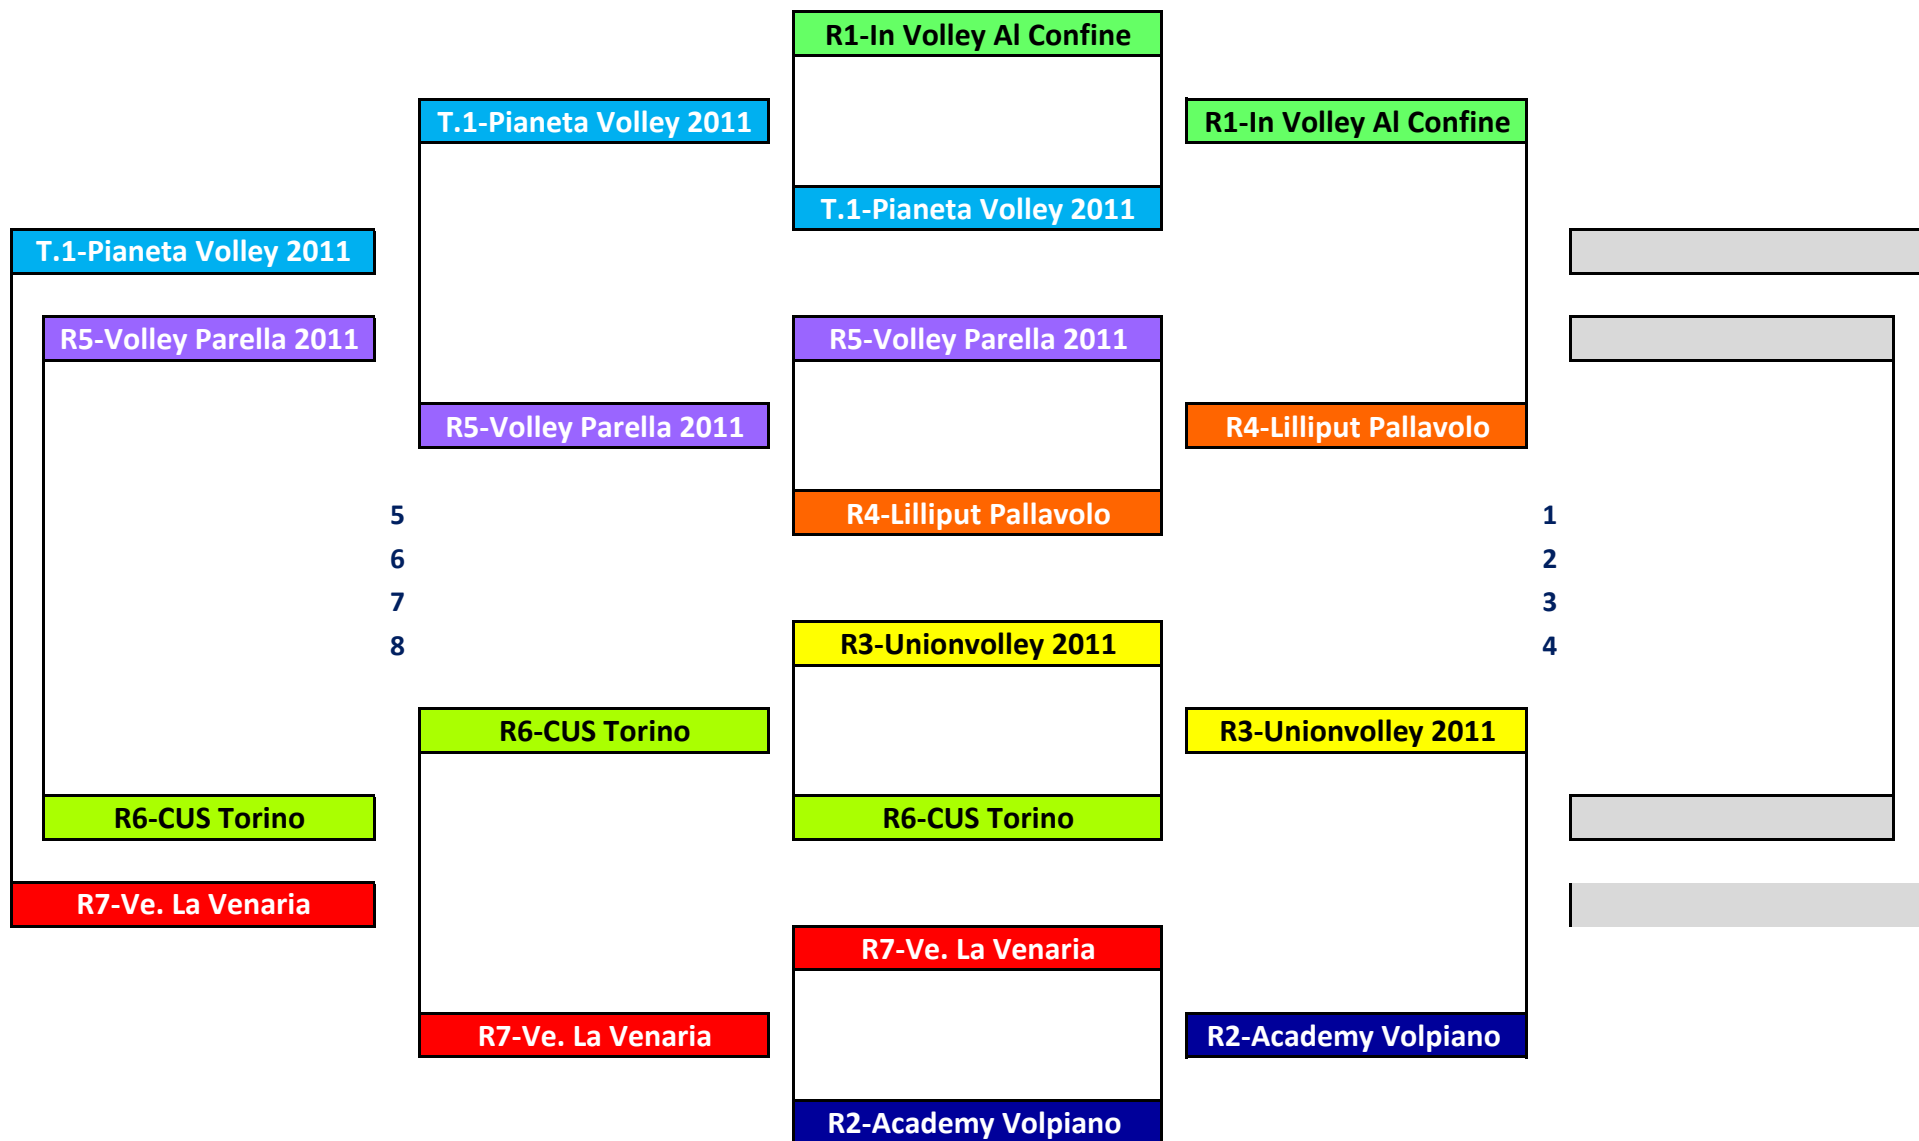 R1-In Volley Al Confine
T.1-Pianeta Volley 2011
R1-In Volley Al Confine
T.1-Pianeta Volley 2011
T.1-Pianeta Volley 2011
R5-Volley Parella 2011
R5-Volley Parella 2011
R5-Volley Parella 2011
R4-Lilliput Pallavolo
5
R4-Lilliput Pallavolo
1
6
2
7
3
8
R3-Unionvolley 2011
4
R6-CUS Torino
R3-Unionvolley 2011
R6-CUS Torino
R6-CUS Torino
R7-Ve. La Venaria
R7-Ve. La Venaria
R7-Ve. La Venaria
R2-Academy Volpiano
R2-Academy Volpiano